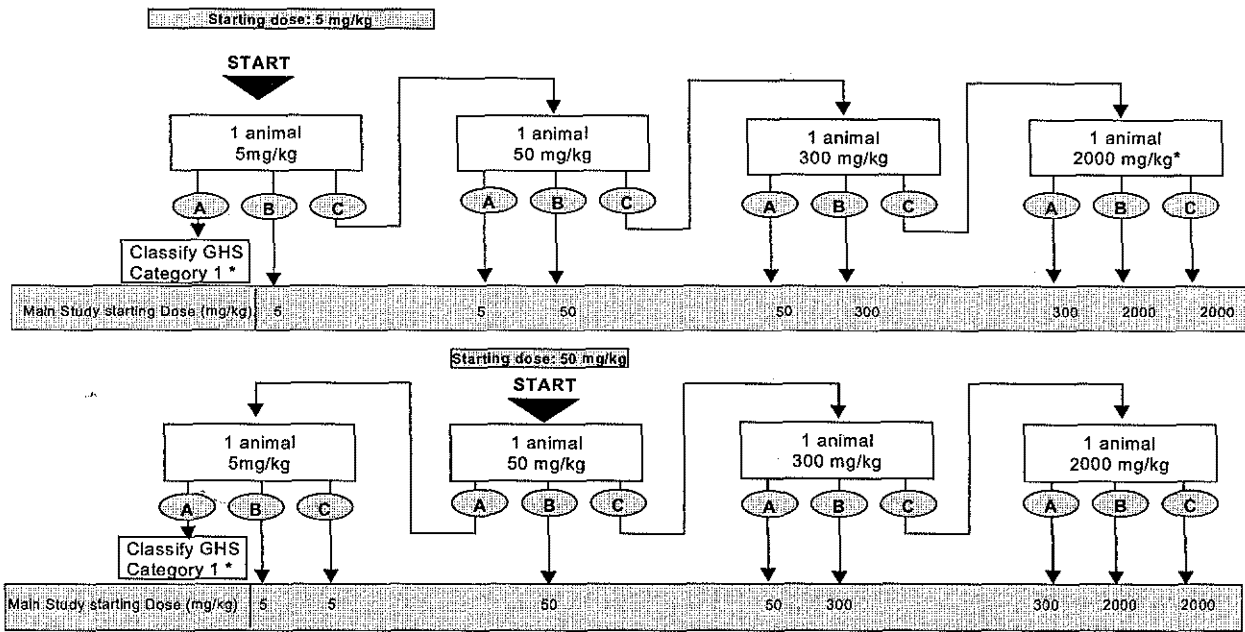 Starting dose: 5 mg/kg
START
1 animal
5mg/kg
1 animal
50 mg/kg
1 animal
300 mg/kg
1 animal
2000 mg/kg*
A B C A B C A B C A B C
Classify GHS
Category 1 *
Main Study starting Dose (mg/kg) 5 5 50 50 300 300 2000 2000
Starting dose: 50 mg/kg
START
1 animal
5mg/kg
1 animal
50 mg/kg
1 animal
300 mg/kg
1 animal
2000 mg/kg
A B C A B C A B C A B C
Classify GHS
Category 1 *
Main Study starting Dose (mg/kg) 5 5 50 50 300 300 2000 2000